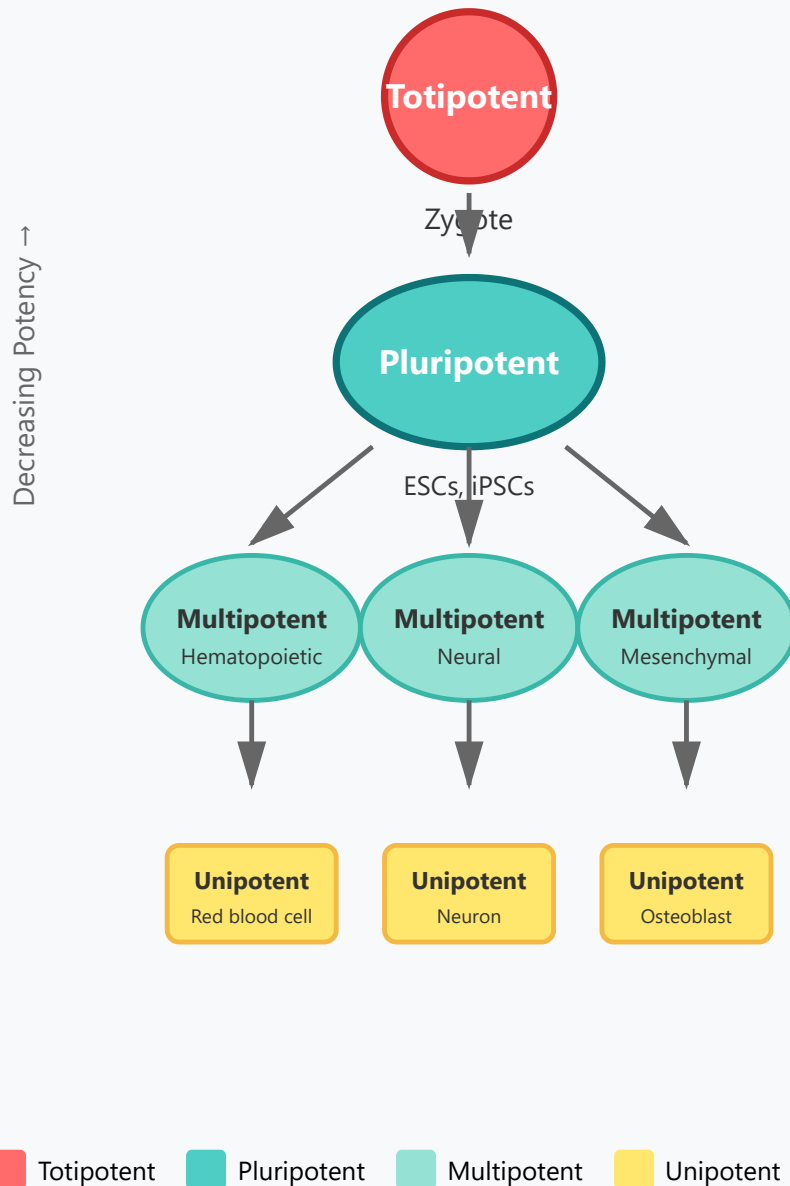 Totipotent
Zygote
Decreasing Potency →
Pluripotent
ESCs, iPSCs
Multipotent
Hematopoietic
Multipotent
Neural
Multipotent
Mesenchymal
Unipotent
Red blood cell
Unipotent
Neuron
Unipotent
Osteoblast
Totipotent
Pluripotent
Multipotent
Unipotent